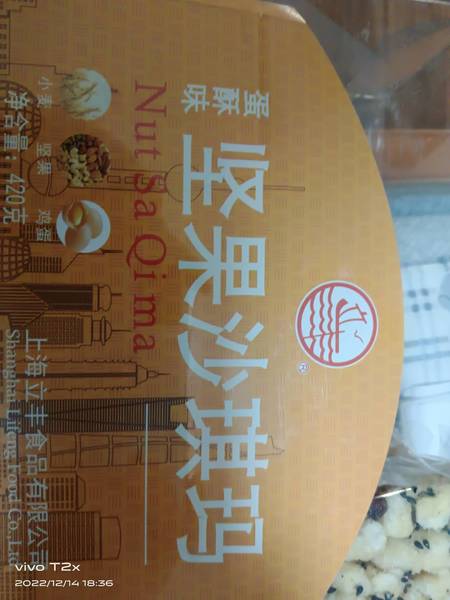 蛋酥味
坚果沙琪玛
Nut Sa Qi ma
小麦
坚果
鸡蛋
净含量：420克
上海立丰食品有限公司
Shanghai Lifeng Food Co.,Ltd
vivo T2x
2022/12/14 18:36